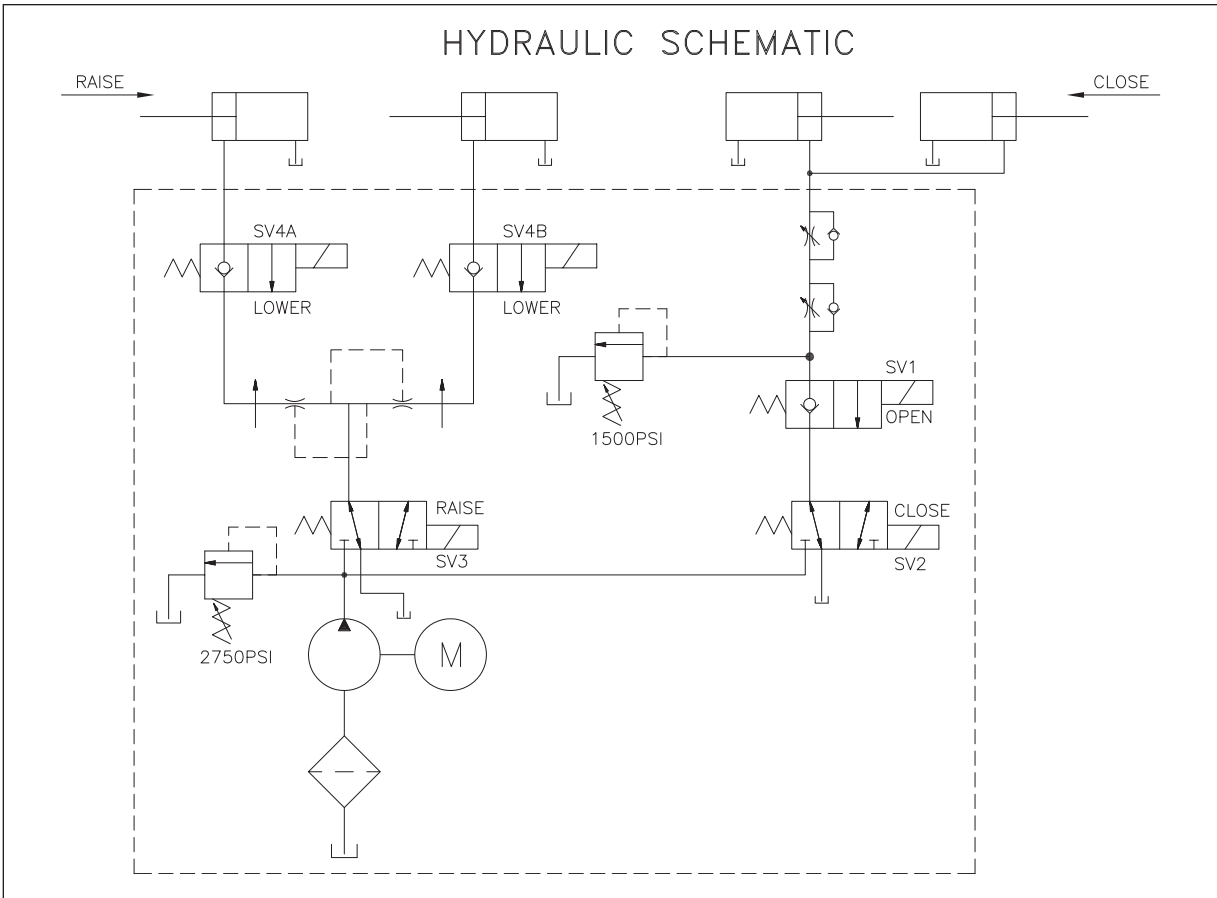 HYDRAULIC SCHEMATIC
RAISE
CLOSE
SV4A
LOWER
SV4B
LOWER
1500PSI
SV1
OPEN
RAISE
SV3
CLOSE
SV2
2750PSI
M